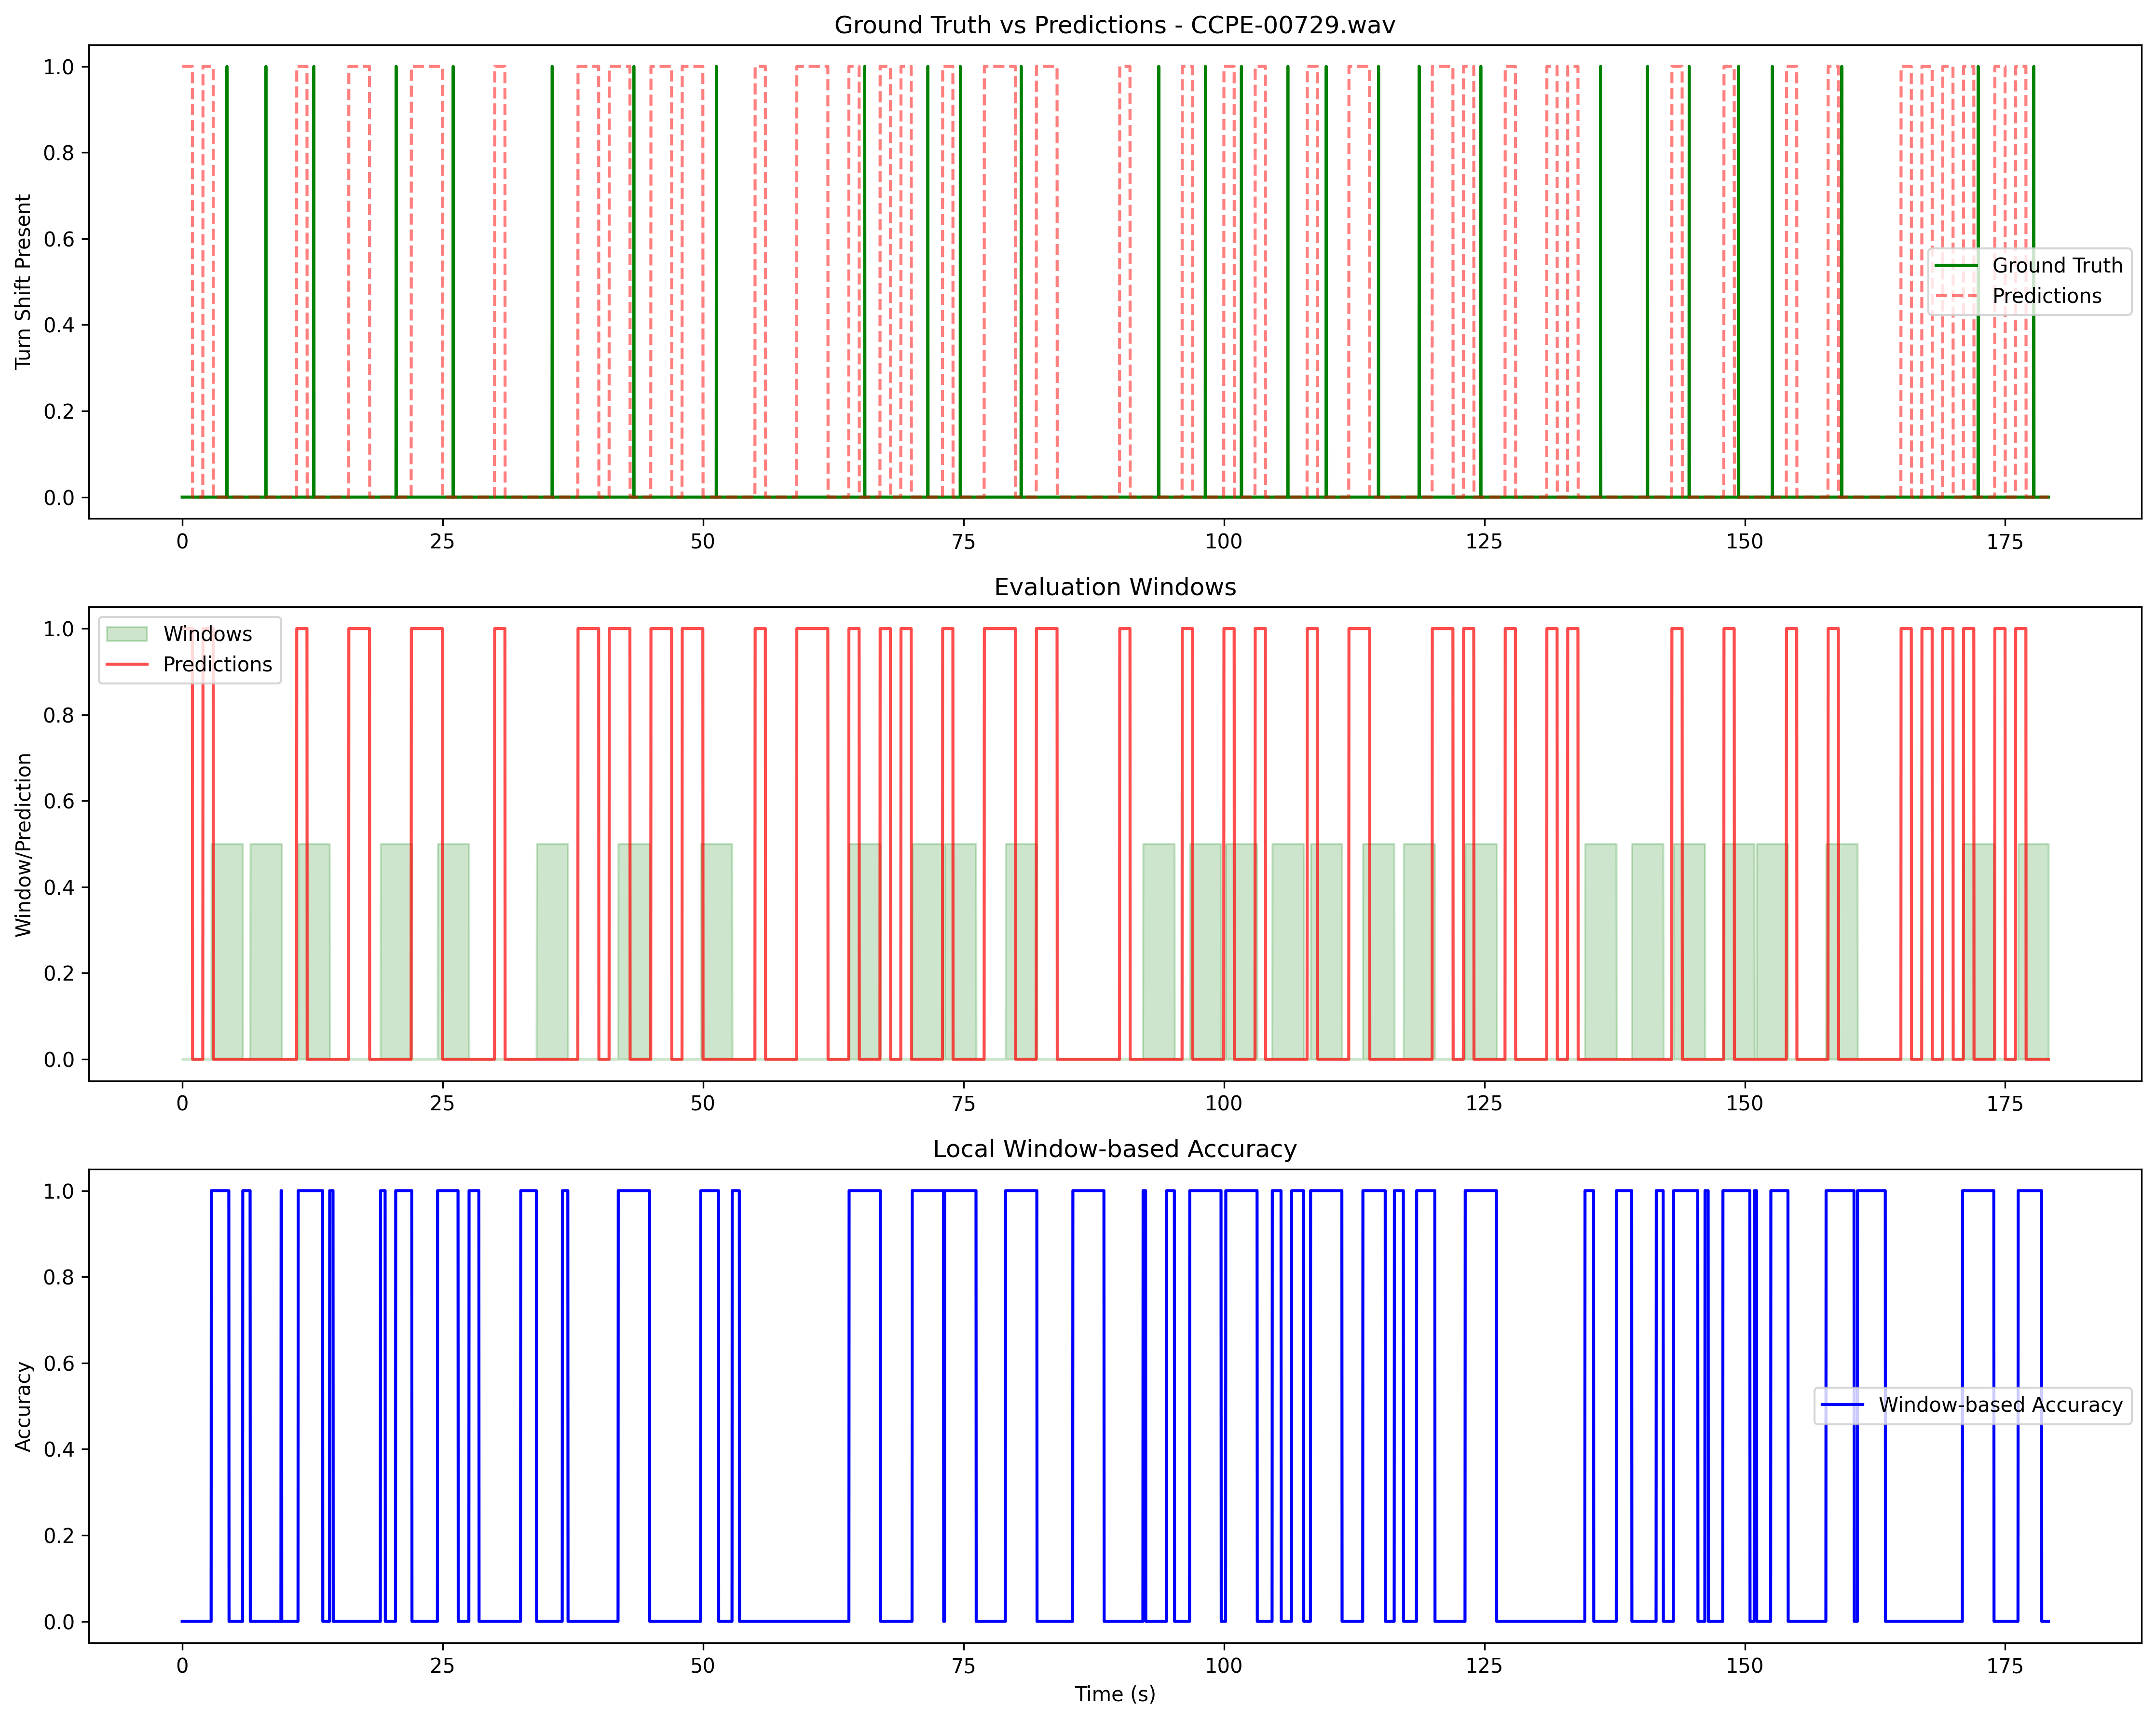 Ground Truth vs Predictions - CCPE-00729.wav
Turn Shift Present
1.0
0.8
0.6
0.4
0.2
0.0
Ground Truth
Predictions
0 25 50 75 100 125 150 175
Evaluation Windows
Window/Prediction
1.0
0.8
0.6
0.4
0.2
0.0
Windows
Predictions
0 25 50 75 100 125 150 175
Local Window-based Accuracy
Accuracy
1.0
0.8
0.6
0.4
0.2
0.0
Window-based Accuracy
0 25 50 75 100 125 150 175
Time (s)